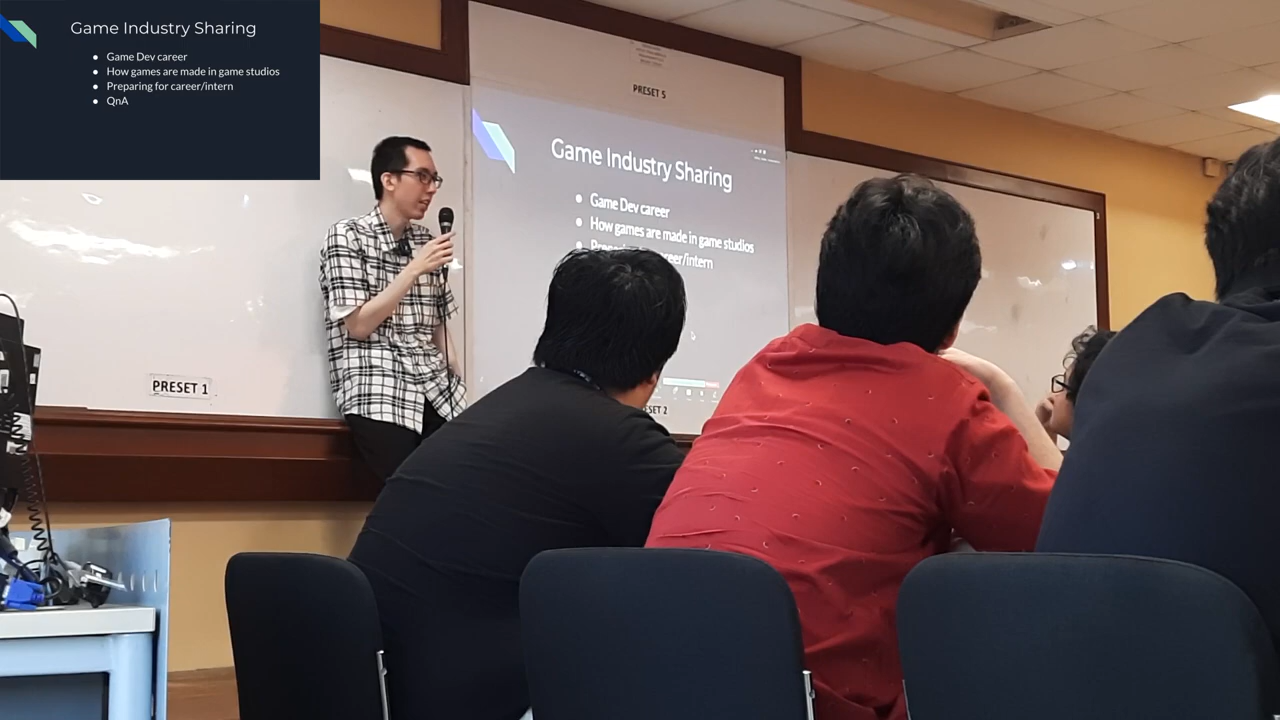 Game Industry Sharing
● Game Dev career
● How games are made in game studios
● Preparing for career/intern
● QnA
PRESET 5
Game Industry Sharing
● Game Dev career
● How games are made in game studios
● Prep career/intern
PRESET 1
SET 2